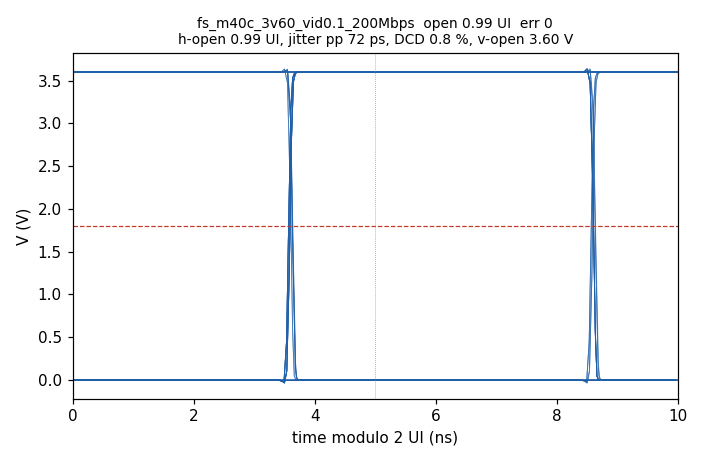 fs_m40c_3v60_vid0.1_200Mbps  open 0.99 UI  err 0
h-open 0.99 UI, jitter pp 72 ps, DCD 0.8 %, v-open 3.60 V
V (V)
3.5
3.0
2.5
2.0
1.5
1.0
0.5
0.0
0 2 4 6 8 10
time modulo 2 UI (ns)